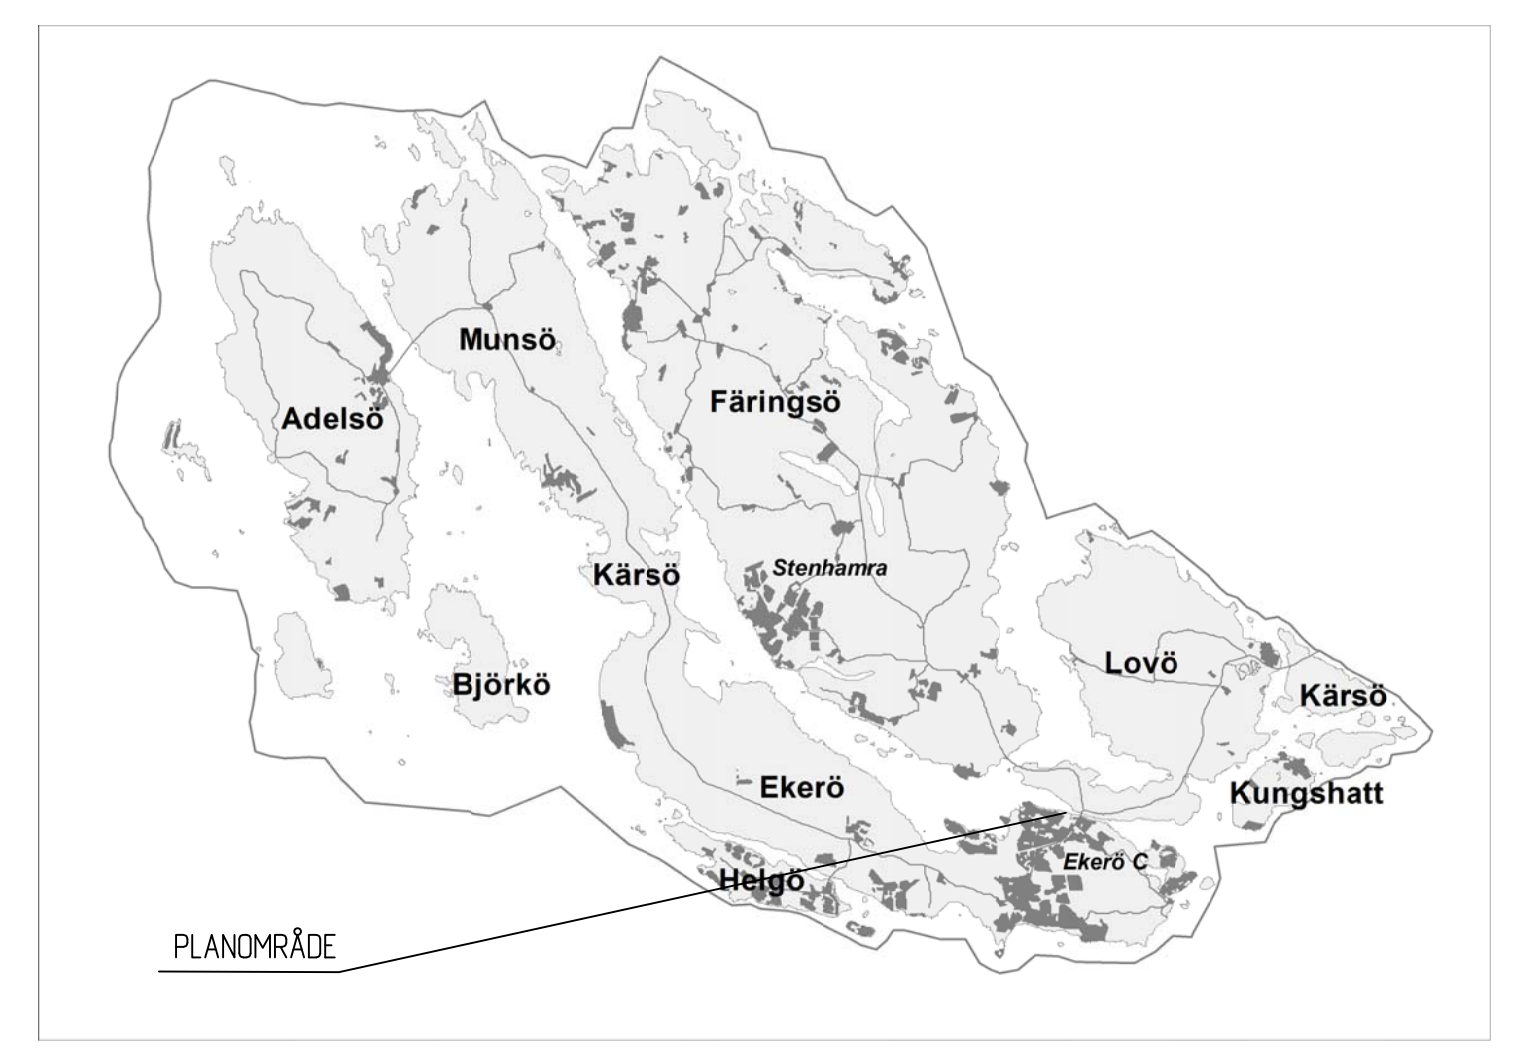 Munsö
Färingsö
Adelsö
Stenhamra
Kärsö
Lovö
Björkö
Kärsö
Ekerö
Kungshatt
Ekerö C
Helgö
PLANOMRÅDE